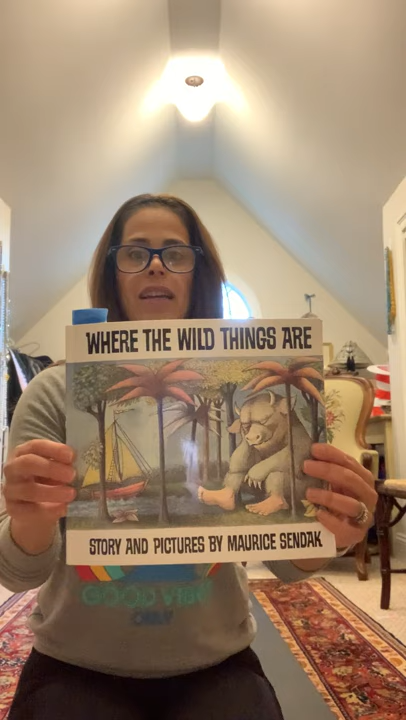 WHERE THE WILD THINGS ARE
STORY AND PICTURES BY MAURICE SENDAK
GOOD VIBES
ONLY